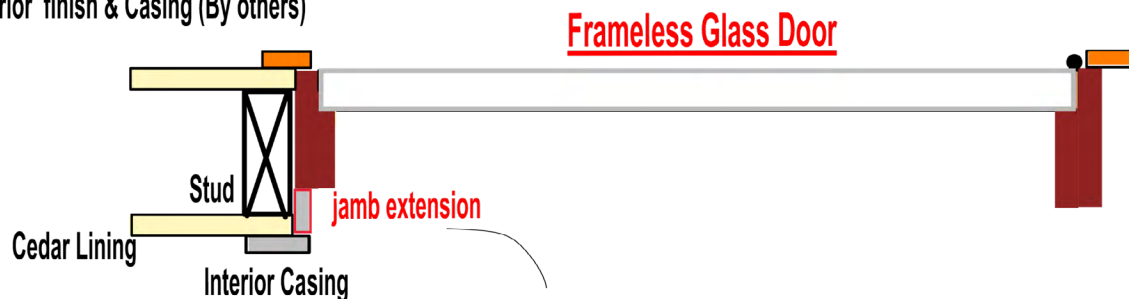 finish & Casing (By others)
Frameless Glass Door
Stud
jamb extension
Cedar Lining
Interior Casing